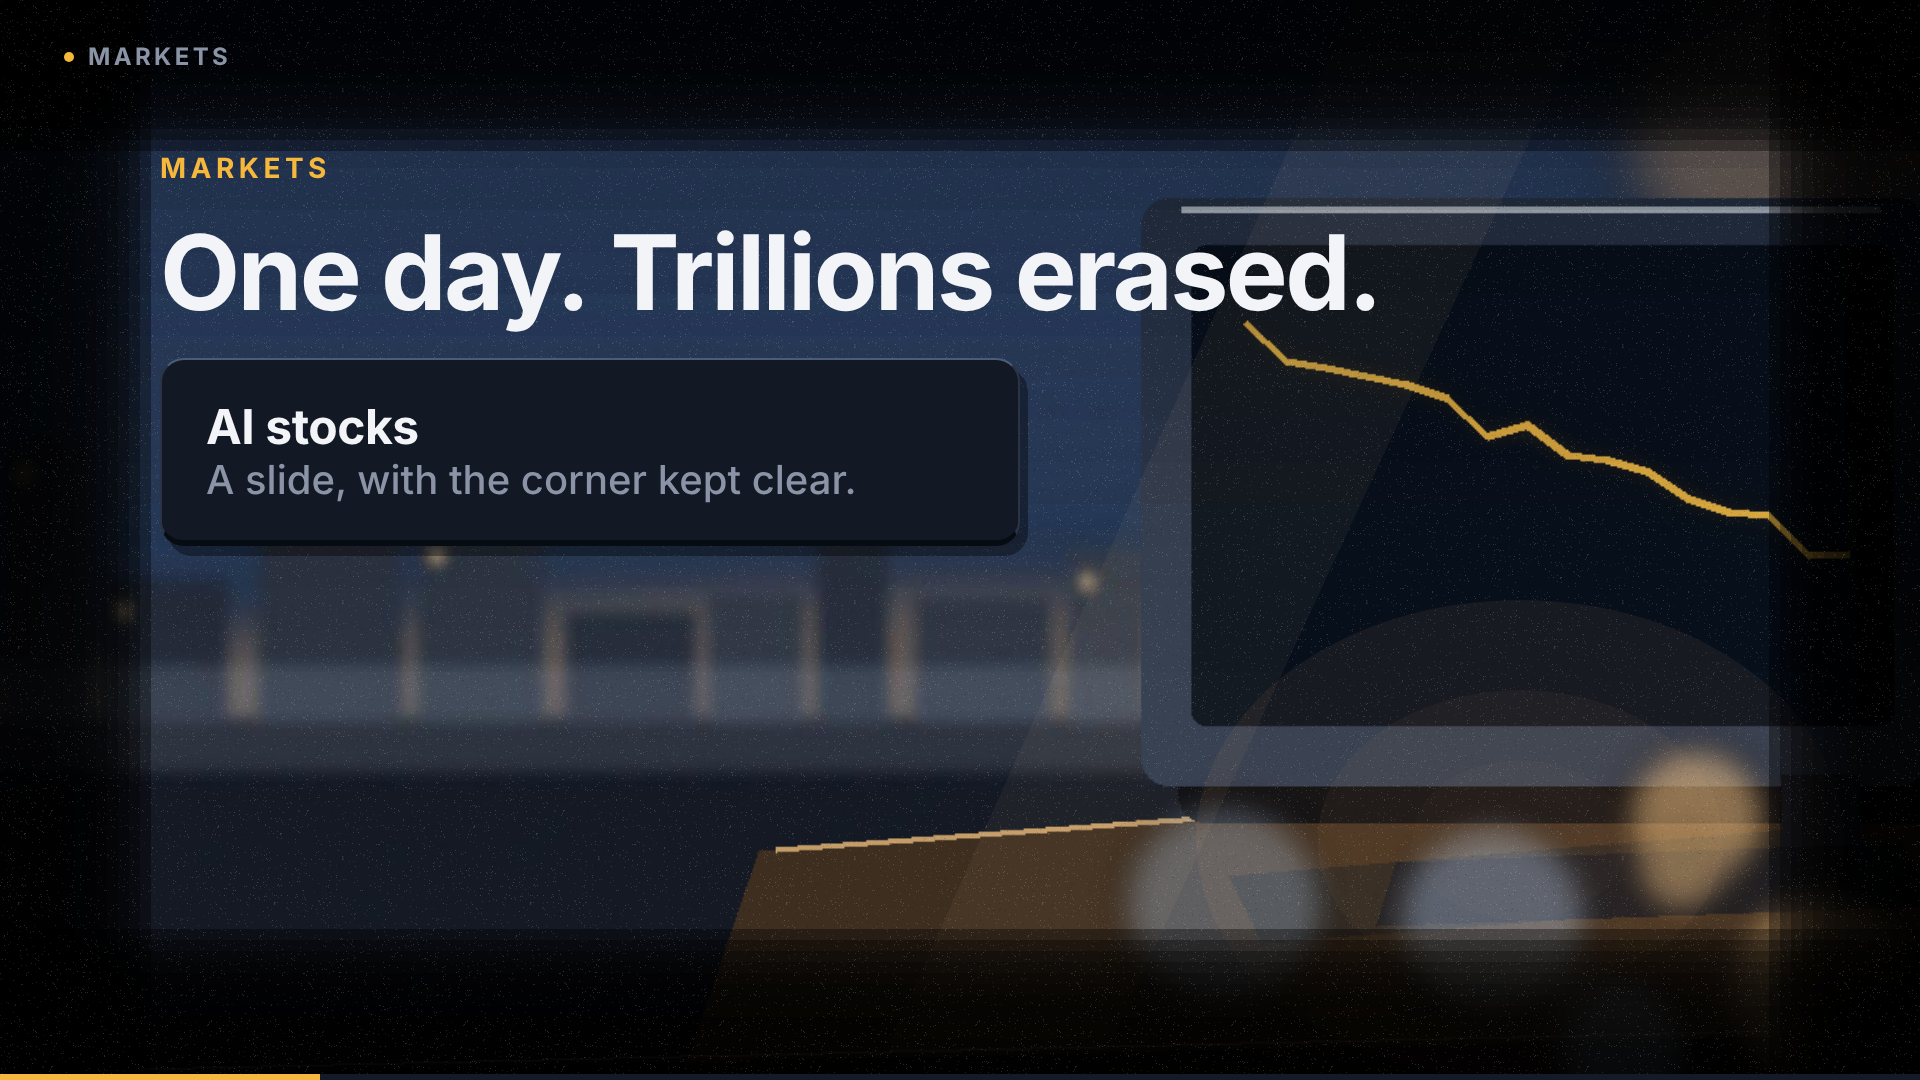 MARKETS
MARKETS
One day. Trillions erased.
AI stocks
A slide, with the corner kept clear.